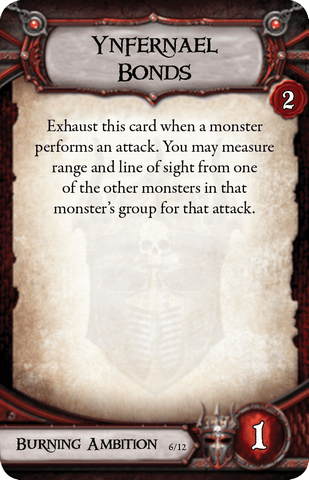 Ynfernael
Bonds
2
Exhaust this card when a monster
performs an attack. You may measure
range and line of sight from one
of the other monsters in that
monster's group for that attack.
Burning Ambition 6/12
1